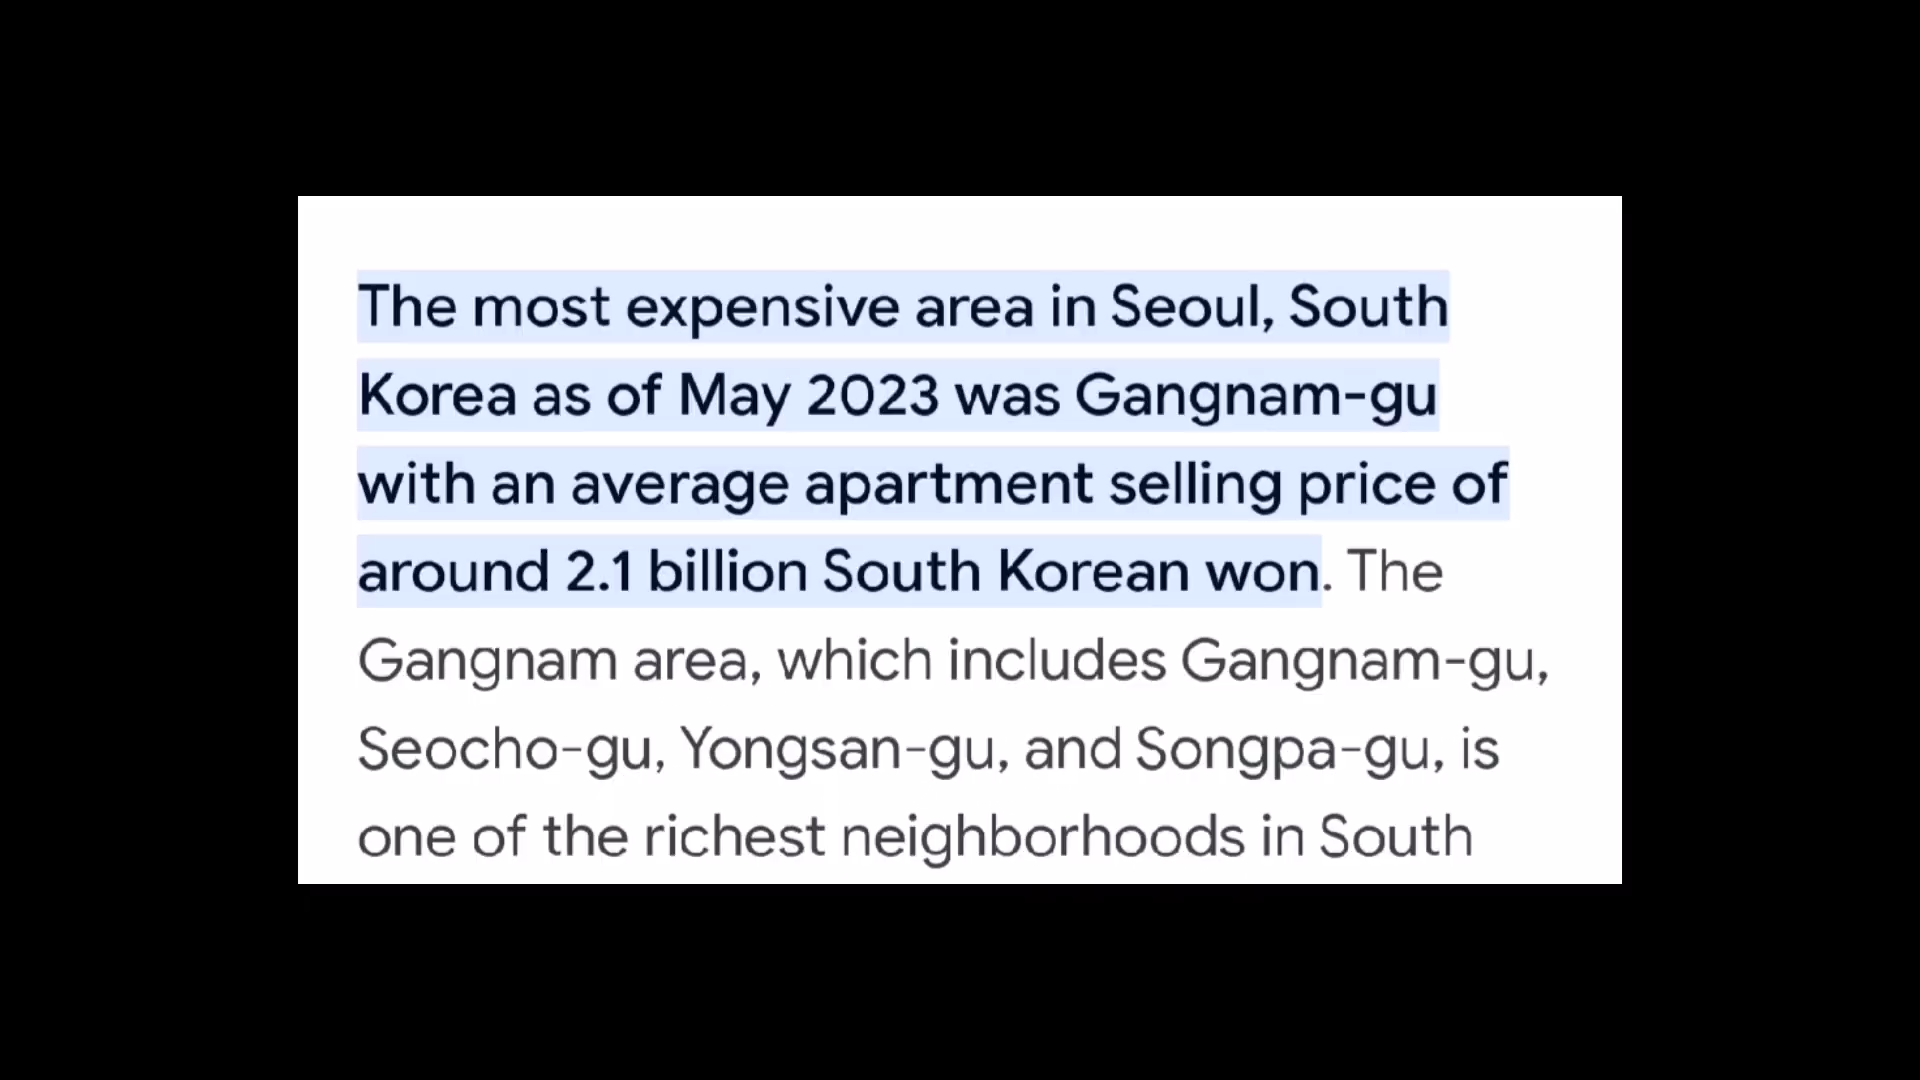 The most expensive area in Seoul, South
Korea as of May 2023 was Gangnam-gu
with an average apartment selling price of
around 2.1 billion South Korean won. The
Gangnam area, which includes Gangnam-gu,
Seocho-gu, Yongsan-gu, and Songpa-gu, is
one of the richest neighborhoods in South